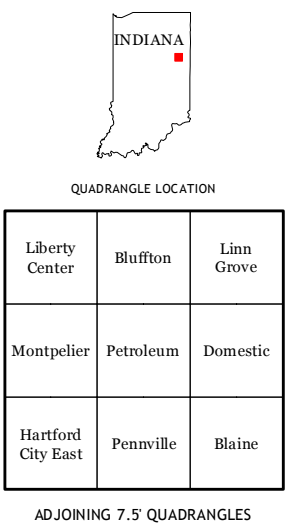 INDIANA
QUADRANGLE LOCATION
Liberty
Center
Bluffton
Linn
Grove
Montpelier
Petroleum
Domestic
Hartford
City East
Pennville
Blaine
ADJOINING 7.5' QUADRANGLES